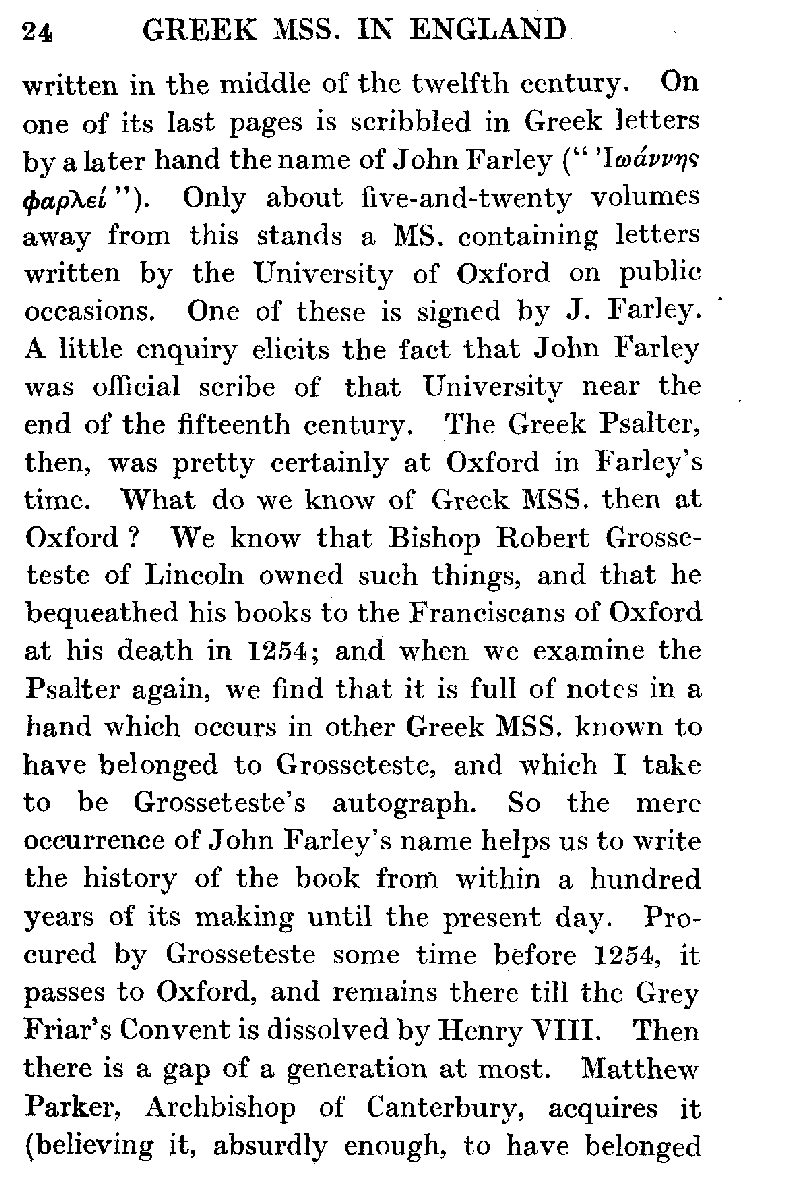 24 GREEK MSS. IN ENGLAND
written in the middle of the twelfth century. On
one of its last pages is scribbled in Greek letters
by a later hand the name of John Farley (“ Ἰωάννης
φαρλεί ”). Only about five-and-twenty volumes
away from this stands a MS. containing letters
written by the University of Oxford on public
occasions. One of these is signed by J. Farley.
A little enquiry elicits the fact that John Farley
was official scribe of that University near the
end of the fifteenth century. The Greek Psalter,
then, was pretty certainly at Oxford in Farley’s
time. What do we know of Greek MSS. then at
Oxford ? We know that Bishop Robert Grosse-
teste of Lincoln owned such things, and that he
bequeathed his books to the Franciscans of Oxford
at his death in 1254; and when we examine the
Psalter again, we find that it is full of notes in a
hand which occurs in other Greek MSS. known to
have belonged to Grosseteste, and which I take
to be Grosseteste’s autograph. So the mere
occurrence of John Farley’s name helps us to write
the history of the book from within a hundred
years of its making until the present day. Pro-
cured by Grosseteste some time before 1254, it
passes to Oxford, and remains there till the Grey
Friar’s Convent is dissolved by Henry VIII. Then
there is a gap of a generation at most. Matthew
Parker, Archbishop of Canterbury, acquires it
(believing it, absurdly enough, to have belonged